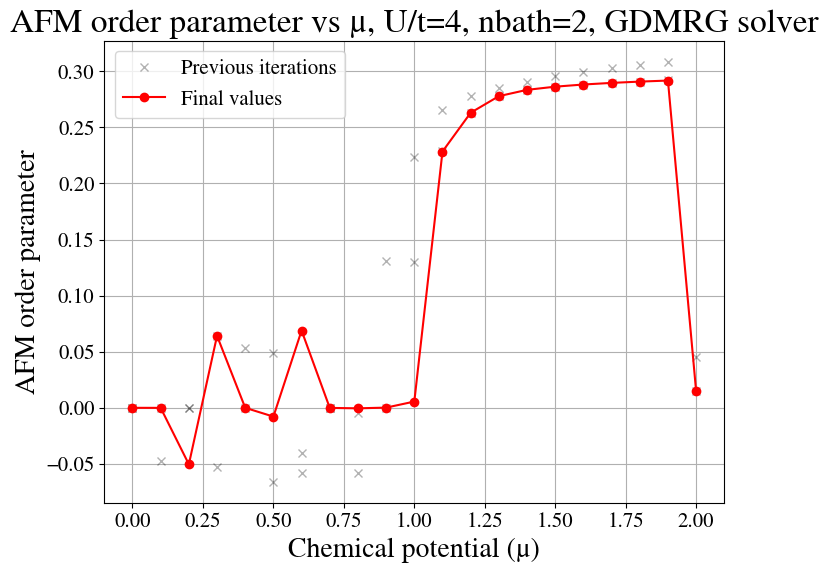 AFM order parameter vs µ, U/t=4, nbath=2, GDMRG solver
Previous iterations
Final values
AFM order parameter
0.30
0.25
0.20
0.15
0.10
0.05
0.00
−0.05
0.00 0.25 0.50 0.75 1.00 1.25 1.50 1.75 2.00
Chemical potential (µ)